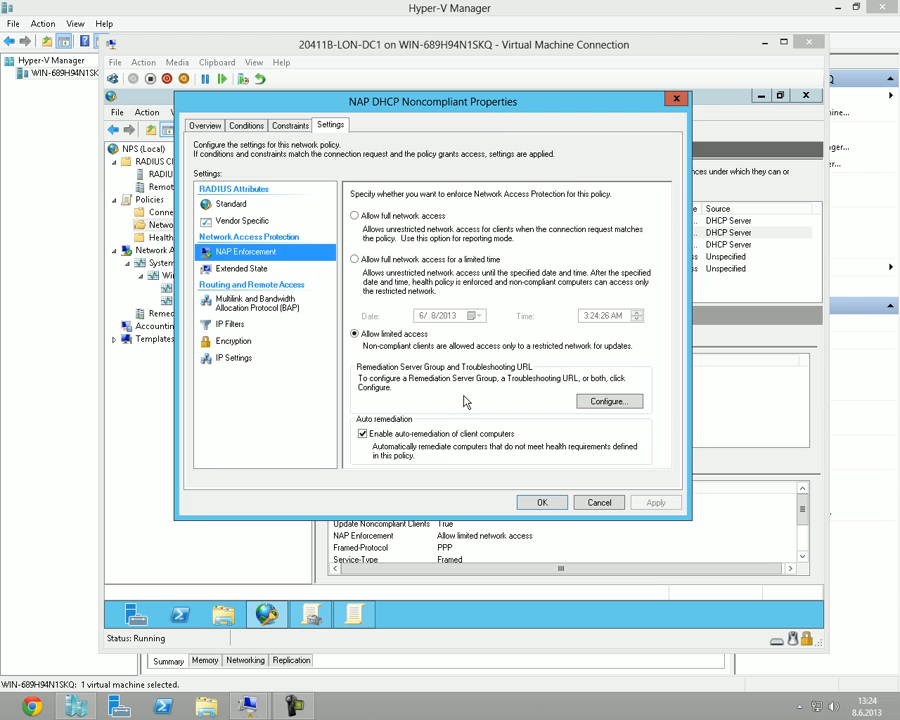 Hyper-V Manager
File Action View Help
20411B-LON-DC1 on WIN-689H94N1SKQ - Virtual Machine Connection
Hyper-V Manager
WIN-689H94N1SK
File Action Media Clipboard View Help
NAP DHCP Noncompliant Properties
File Action
Overview Conditions Constraints Settings
Configure the settings for this network policy.
If conditions and constraints match the connection request and the policy grants access, settings are applied.
Settings:
RADIUS Attributes
Standard
Vendor Specific
Network Access Protection
NAP Enforcement
Extended State
Routing and Remote Access
Multilink and Bandwidth
Allocation Protocol (BAP)
IP Filters
Encryption
IP Settings
Specify whether you want to enforce Network Access Protection for this policy.
Allow full network access
Allows unrestricted network access for clients when the connection request matches
the policy. Use this option for reporting mode.
Allow full network access for a limited time
Allows unrestricted network access until the specified date and time. After the specified
date and time, health policy is enforced and non-compliant computers can access only
the restricted network.
Date: 6/ 8/2013 Time: 3:24:26 AM
Allow limited access
Non-compliant clients are allowed access only to a restricted network for updates.
Remediation Server Group and Troubleshooting URL
To configure a Remediation Server Group, a Troubleshooting URL, or both, click
Configure.
Configure...
Auto remediation
Enable auto-remediation of client computers
Automatically remediate computers that do not meet health requirements defined
in this policy.
OK Cancel Apply
NPS (Local)
RADIUS Cl
RADIU
Remot
Policies
Conne
Netwo
Health
Network A
System
Wi
Remed
Accountin
Templates
nces under which they can or
Source
DHCP Server
DHCP Server
DHCP Server
Unspecified
Unspecified
Update Noncompliant Clients True
NAP Enforcement Allow limited network access
Framed-Protocol PPP
Service-Type Framed
Status: Running
Summary Memory Networking Replication
WIN-689H94N1SKQ: 1 virtual machine selected.
13:24
8.6.2013